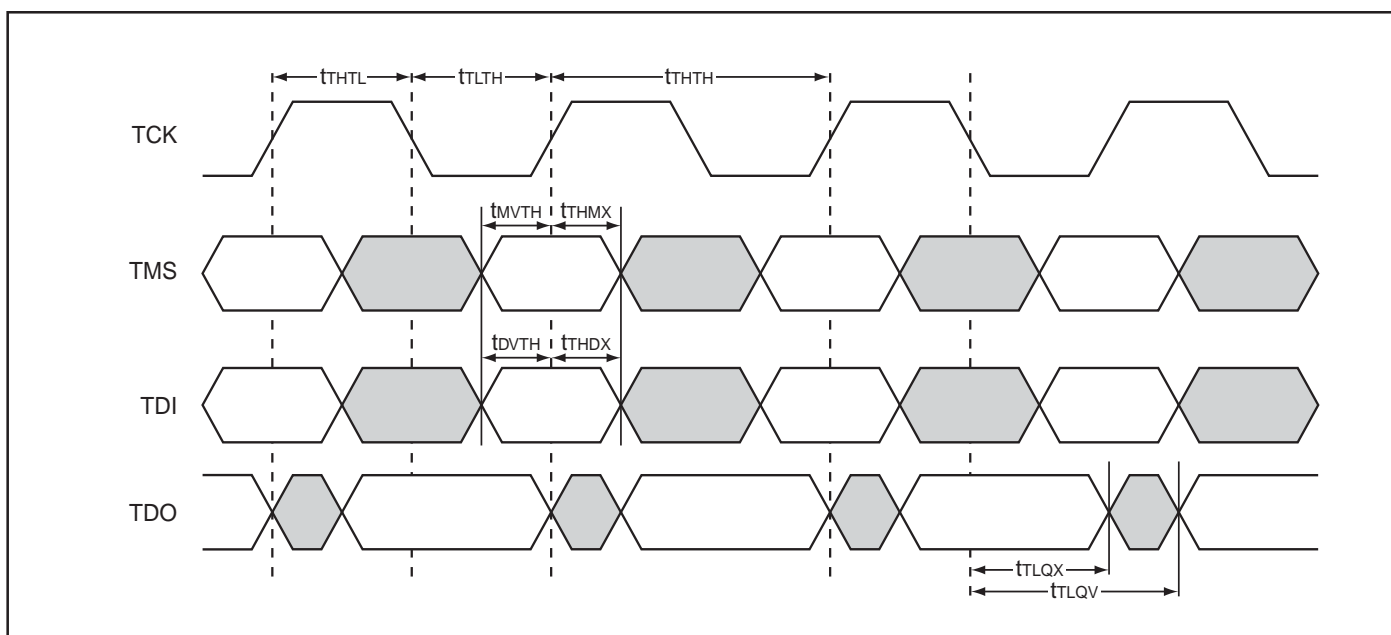 tTHTL tTLTH tTHTH
TCK
tMVTH tTHMX
TMS
tDVTH tTHDX
TDI
TDO
tTLQX
tTLQV